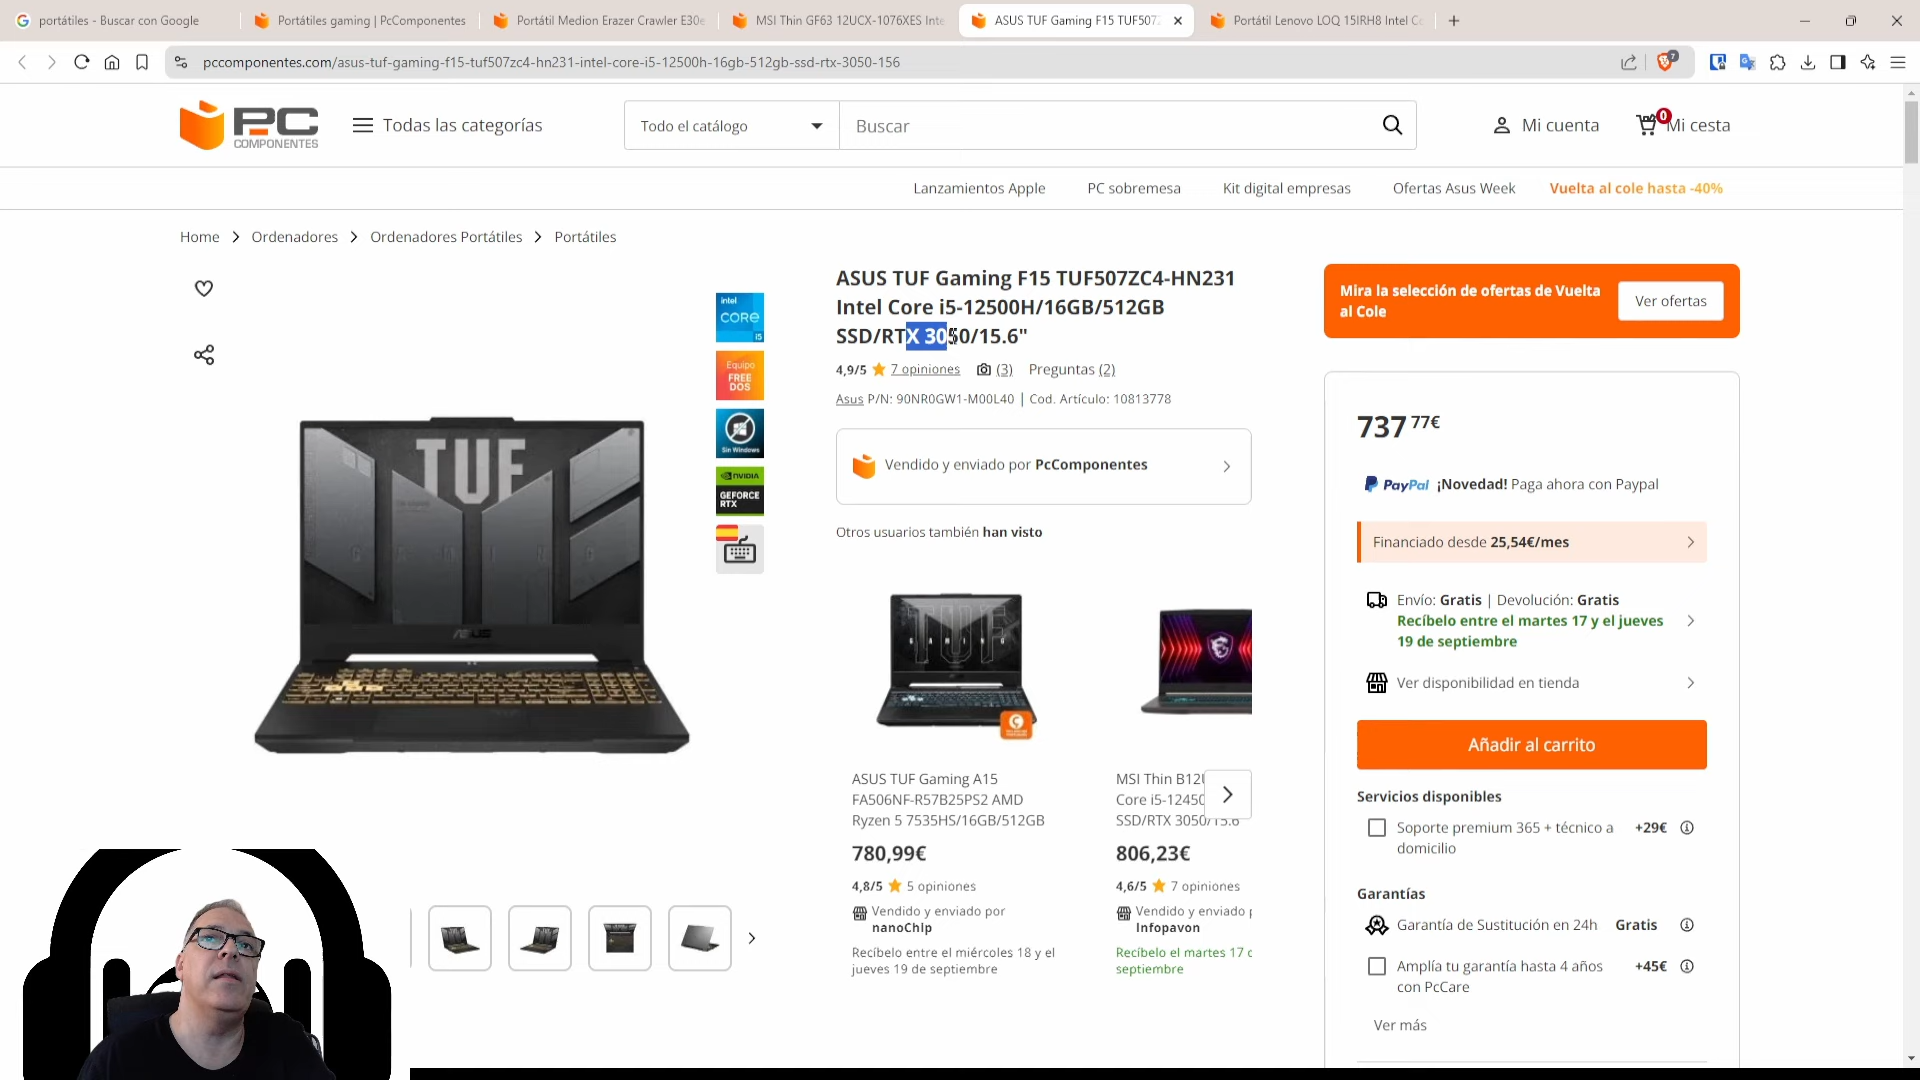 portátiles - Buscar con Google
Portátiles gaming | PcComponentes
Portátil Medion Erazer Crawler E30e
MSI Thin GF63 12UCX-1076XES Inte
ASUS TUF Gaming F15 TUF507Z
Portátil Lenovo LOQ 15IRH8 Intel Co
pccomponentes.com/asus-tuf-gaming-f15-tuf507zc4-hn231-intel-core-i5-12500h-16gb-512gb-ssd-rtx-3050-156
7
PC
COMPONENTES
Todas las categorías
Todo el catálogo
Buscar
Mi cuenta
0
Mi cesta
Lanzamientos Apple
PC sobremesa
Kit digital empresas
Ofertas Asus Week
Vuelta al cole hasta -40%
Home
Ordenadores
Ordenadores Portátiles
Portátiles
intel
CORE
i5
Equipo
FREE
DOS
Sin Windows
NVIDIA
GEFORCE
RTX
TUF
GAMING
ASUS
ASUS TUF Gaming F15 TUF507ZC4-HN231
Intel Core i5-12500H/16GB/512GB
SSD/RTX 3050/15.6"
4,9/5
7 opiniones
(3)
Preguntas (2)
Asus P/N: 90NR0GW1-M00L40 | Cod. Artículo: 10813778
Vendido y enviado por PcComponentes
Otros usuarios también han visto
ASUS TUF Gaming A15
FA506NF-R57B25PS2 AMD
Ryzen 5 7535HS/16GB/512GB
780,99€
4,8/5
5 opiniones
Vendido y enviado por
nanoChIp
Recíbelo entre el miércoles 18 y el
jueves 19 de septiembre
MSI Thin B12U
Core i5-12450
SSD/RTX 3050/15.6
806,23€
4,6/5
7 opiniones
Vendido y enviado p
Infopavon
Recíbelo el martes 17 d
septiembre
Mira la selección de ofertas de Vuelta
al Cole
Ver ofertas
737 77€
PayPal ¡Novedad! Paga ahora con Paypal
Financiado desde 25,54€/mes
Envío: Gratis | Devolución: Gratis
Recíbelo entre el martes 17 y el jueves
19 de septiembre
Ver disponibilidad en tienda
Añadir al carrito
Servicios disponibles
Soporte premium 365 + técnico a
domicilio
+29€
Garantías
Garantía de Sustitución en 24h
Gratis
Amplía tu garantía hasta 4 años
con PcCare
+45€
Ver más